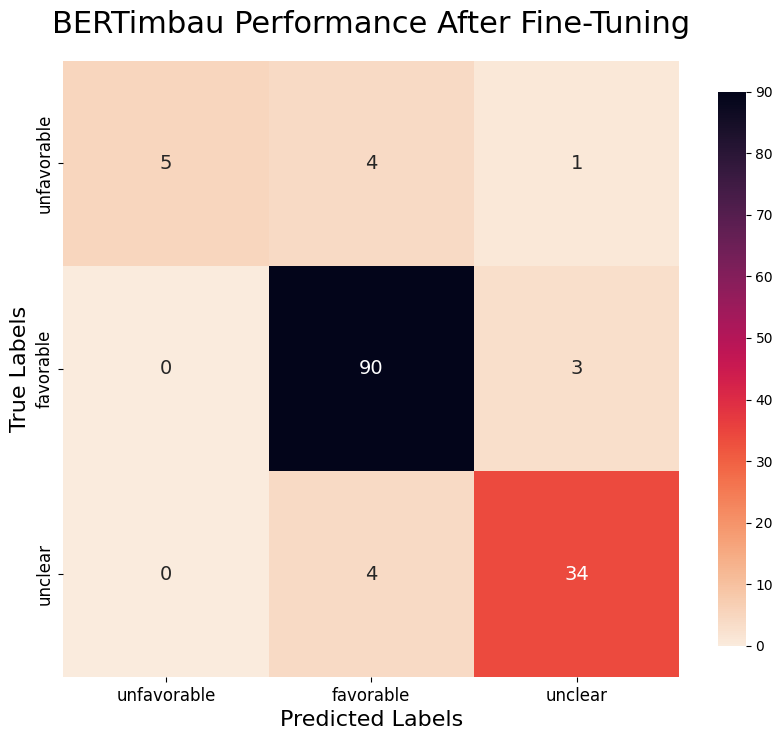 BERTimbau Performance After Fine-Tuning
True Labels
unfavorable
5 4 1
favorable
0 90 3
unclear
0 4 34
unfavorable favorable unclear
Predicted Labels
90
80
70
60
50
40
30
20
10
0